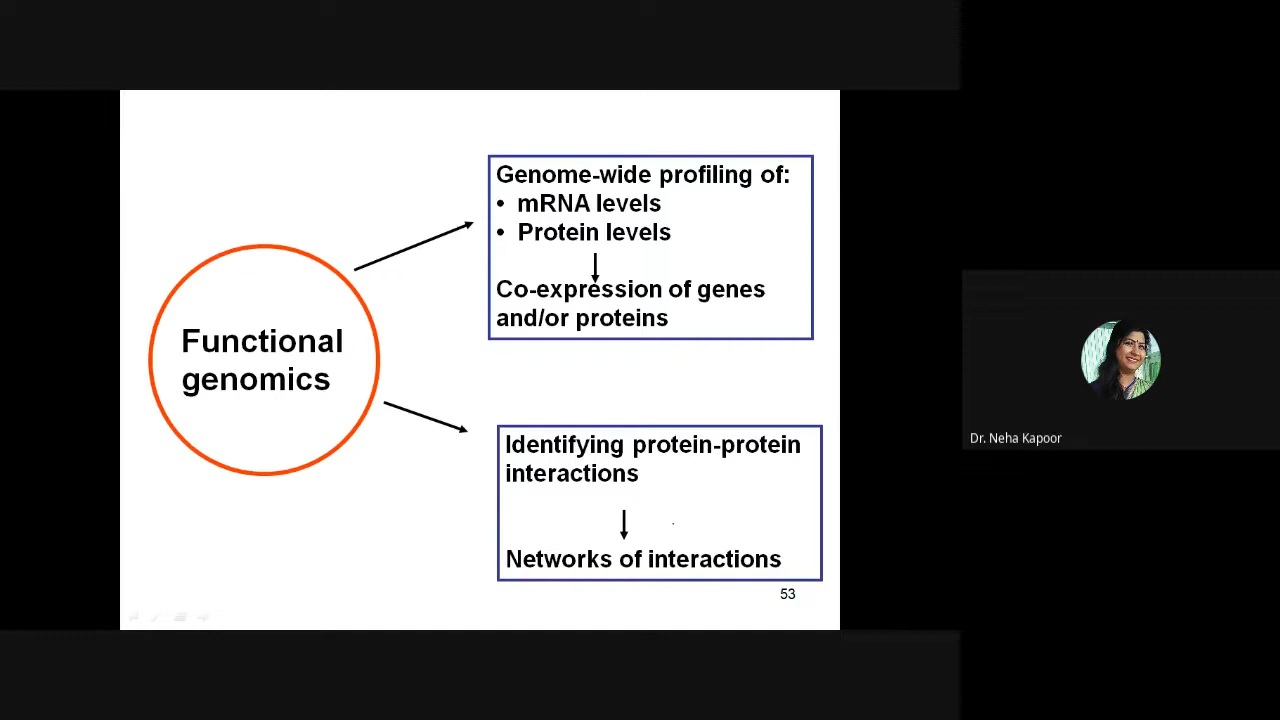 Functional
genomics
Genome-wide profiling of:
• mRNA levels
• Protein levels
Co-expression of genes
and/or proteins
Identifying protein-protein
interactions
Networks of interactions
53
Dr. Neha Kapoor